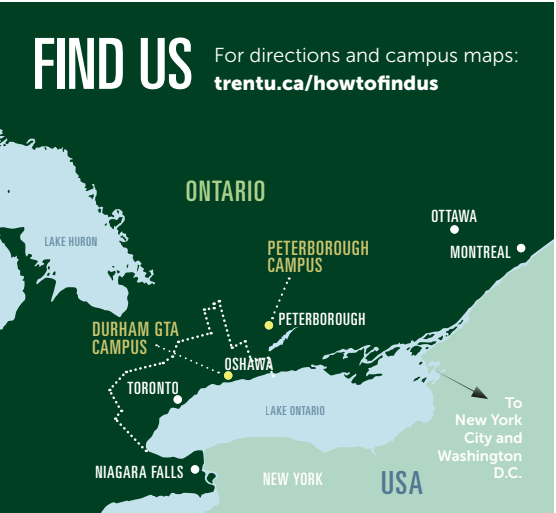 FIND US
For directions and campus maps:
trentu.ca/howtofindus
ONTARIO
OTTAWA
LAKE HURON
MONTREAL
PETERBOROUGH
CAMPUS
PETERBOROUGH
DURHAM GTA
CAMPUS
OSHAWA
TORONTO
LAKE ONTARIO
To
New York
City and
Washington
D.C.
NIAGARA FALLS
NEW YORK
USA